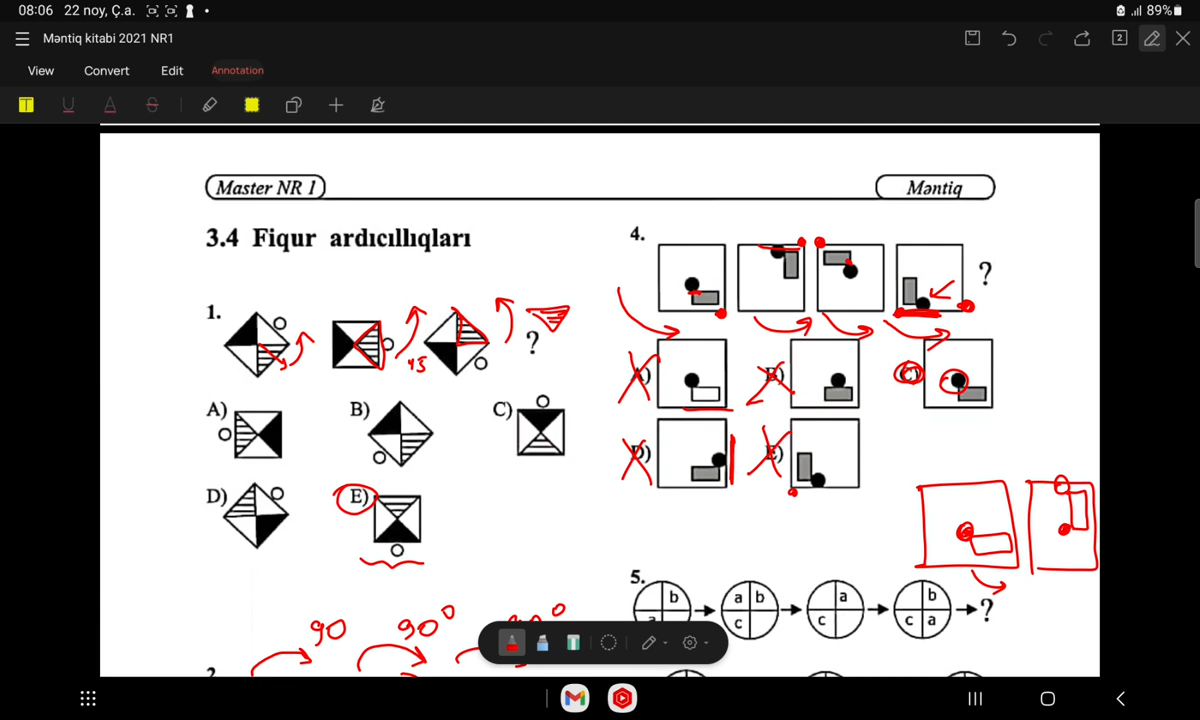 08:06 22 noy, Ç.a. 89%
Məntiq kitabi 2021 NR1
2
View Convert Edit Annotation
T U A S
Master NR 1
Məntiq
3.4 Fiqur ardıcıllıqları
1.
?
45
A)
B)
C)
D)
E)
4.
?
B)
C)
D)
E)
5.
b
a
a b
c
a
c
b
c a
?
90 90°